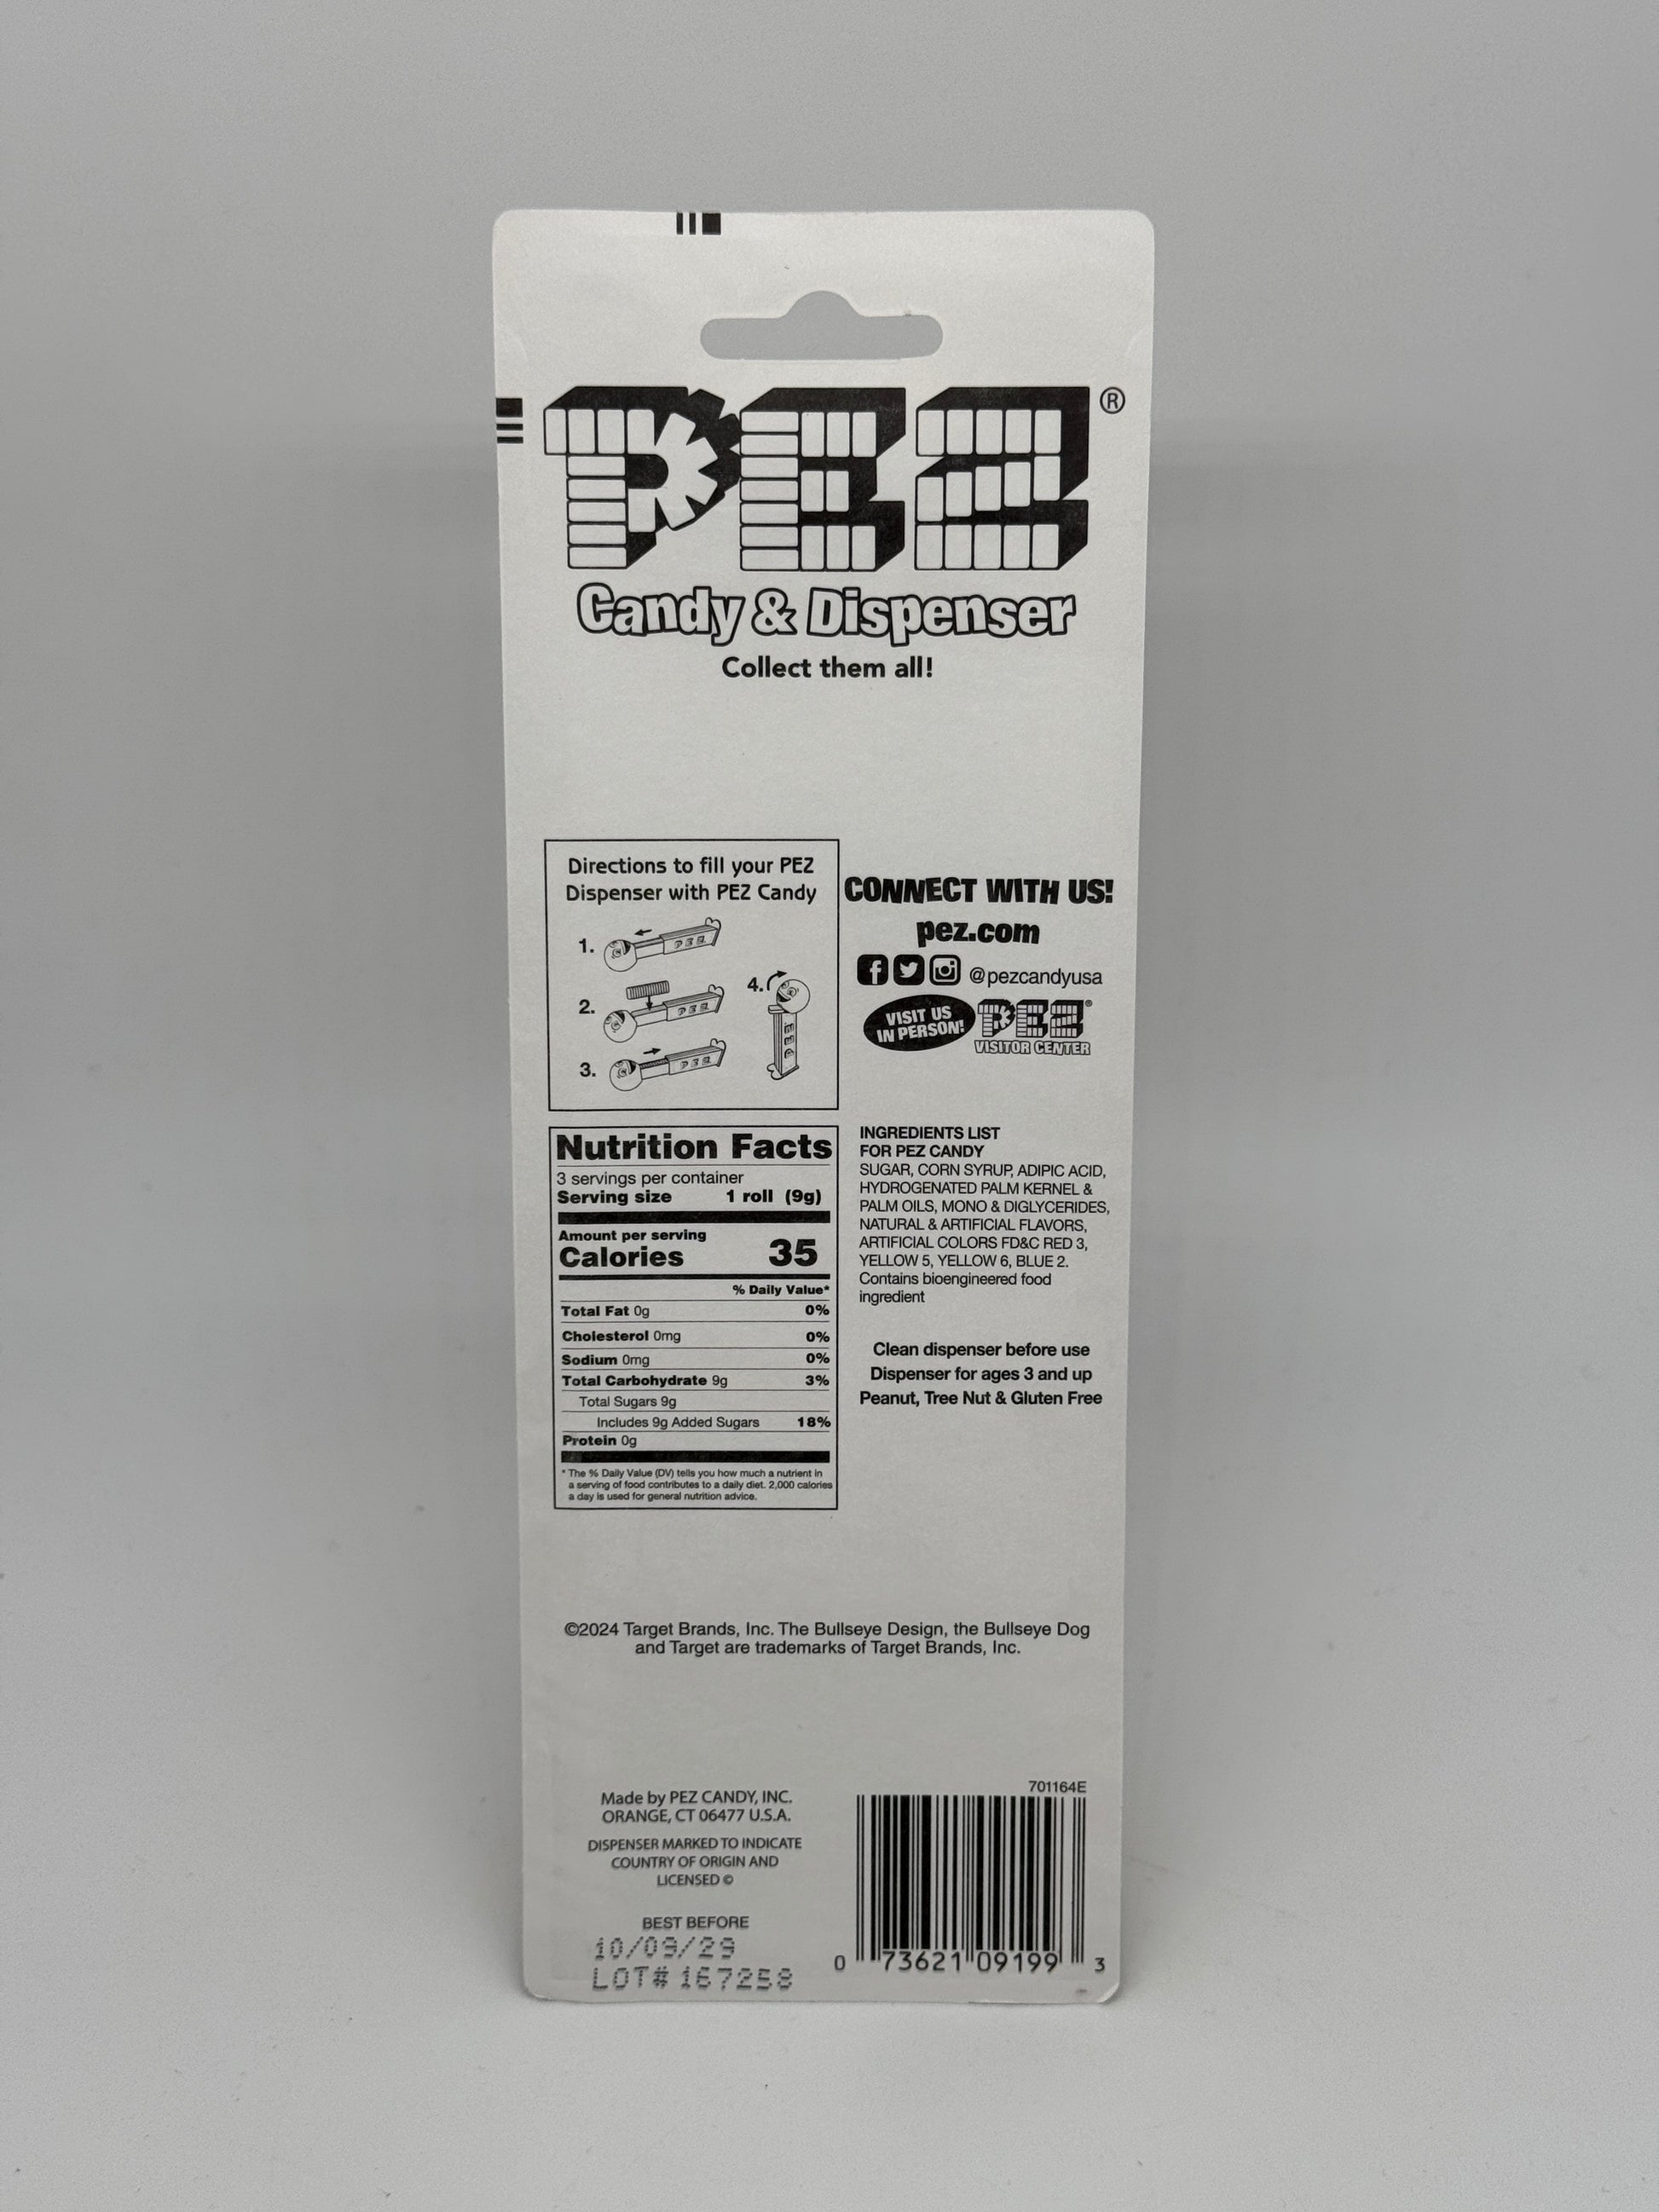 PEZ®
Candy & Dispenser
Collect them all!
Directions to fill your PEZ
Dispenser with PEZ Candy
1.
PEZ
2.
PEZ
3.
PEZ
4.
PEZ
CONNECT WITH US!
pez.com
@pezcandyusa
VISIT US
IN PERSON!
PEZ®
VISITOR CENTER
Nutrition Facts
3 servings per container
Serving size 1 roll (9g)
Amount per serving
Calories 35
% Daily Value*
Total Fat 0g 0%
Cholesterol 0mg 0%
Sodium 0mg 0%
Total Carbohydrate 9g 3%
Total Sugars 9g
Includes 9g Added Sugars 18%
Protein 0g
* The % Daily Value (DV) tells you how much a nutrient in
a serving of food contributes to a daily diet. 2,000 calories
a day is used for general nutrition advice.
INGREDIENTS LIST
FOR PEZ CANDY
SUGAR, CORN SYRUP, ADIPIC ACID,
HYDROGENATED PALM KERNEL &
PALM OILS, MONO & DIGLYCERIDES,
NATURAL & ARTIFICIAL FLAVORS,
ARTIFICIAL COLORS FD&C RED 3,
YELLOW 5, YELLOW 6, BLUE 2.
Contains bioengineered food
ingredient
Clean dispenser before use
Dispenser for ages 3 and up
Peanut, Tree Nut & Gluten Free
©2024 Target Brands, Inc. The Bullseye Design, the Bullseye Dog
and Target are trademarks of Target Brands, Inc.
Made by PEZ CANDY, INC.
ORANGE, CT 06477 U.S.A.
DISPENSER MARKED TO INDICATE
COUNTRY OF ORIGIN AND
LICENSED ©
BEST BEFORE
10/09/29
LOT# 167258
701164E
0 73621 09199 3